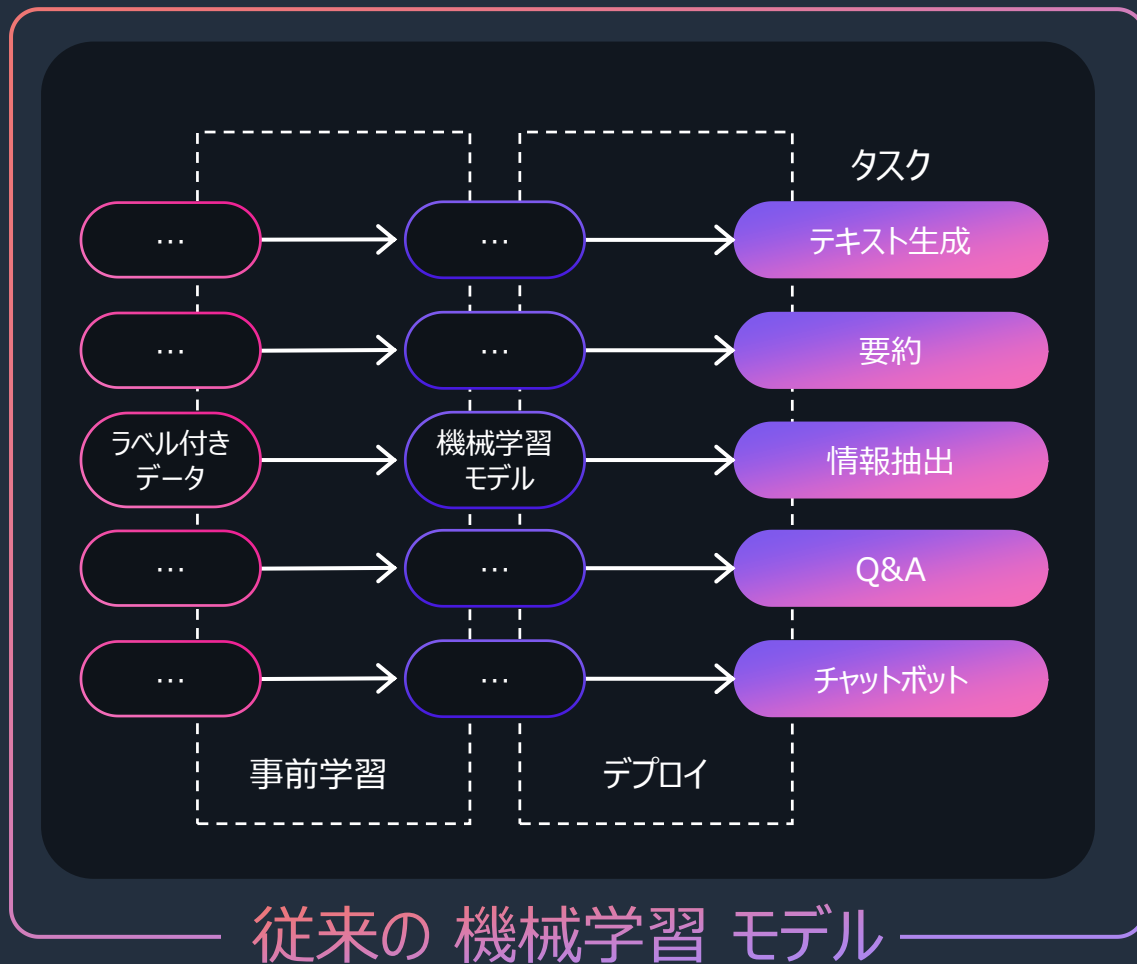 タスク
… … テキスト生成
… … 要約
ラベル付き
データ
機械学習
モデル
情報抽出
… … Q&A
… … チャットボット
事前学習 デプロイ
従来の 機械学習 モデル